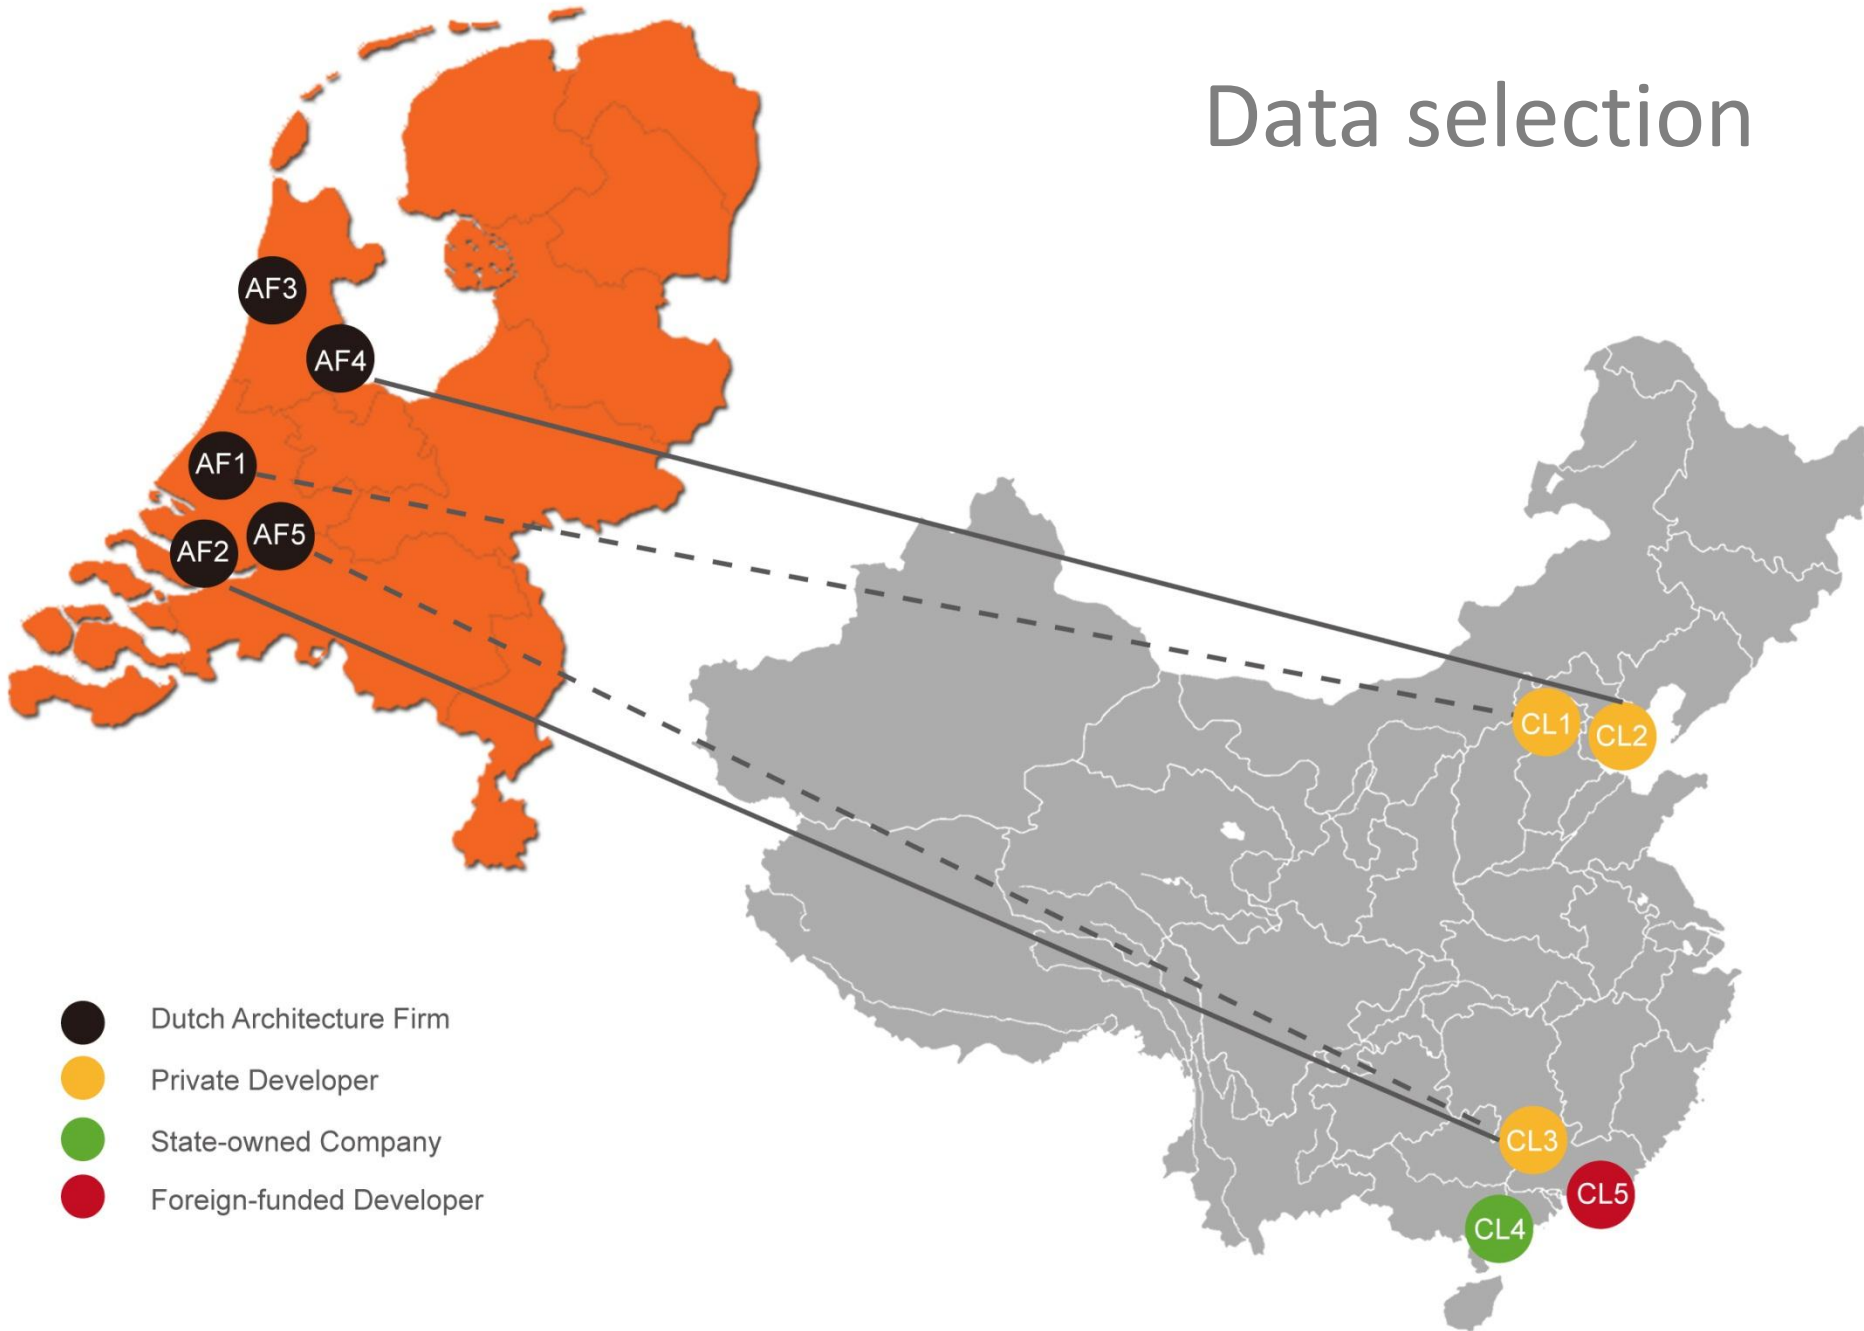 Data selection
AF3
AF4
AF1
AF5
AF2
CL1
CL2
CL3
CL5
CL4
Dutch Architecture Firm
Private Developer
State-owned Company
Foreign-funded Developer